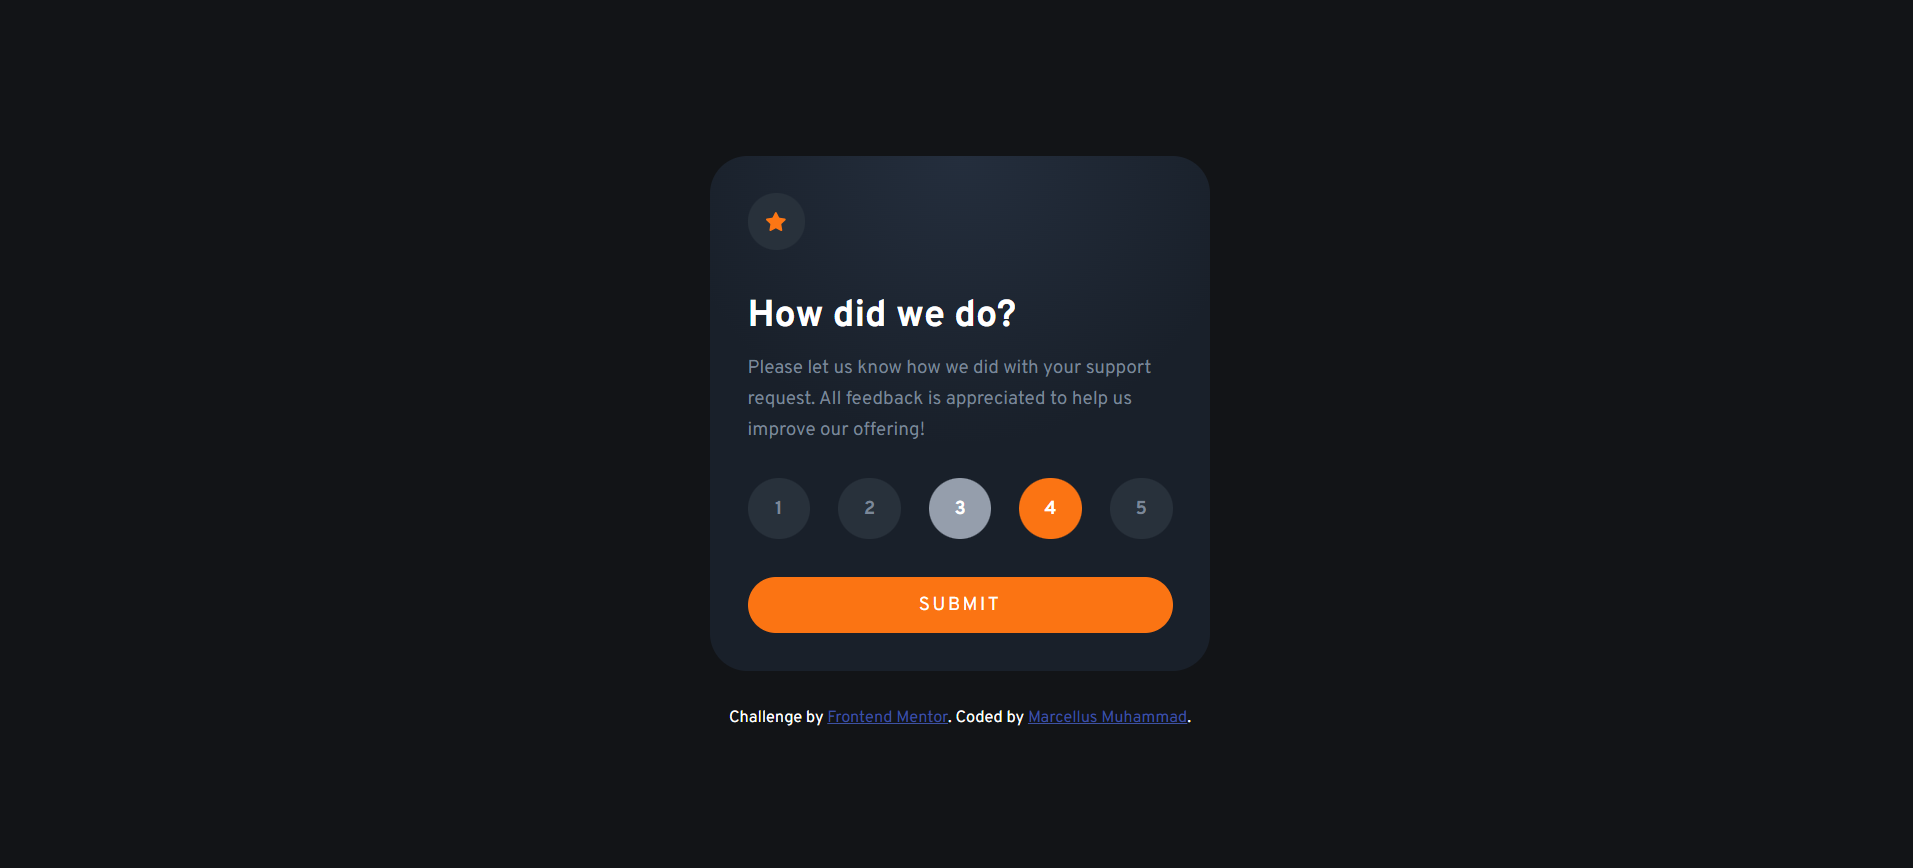 How did we do?
Please let us know how we did with your support
request. All feedback is appreciated to help us
improve our offering!
1 2 3 4 5
SUBMIT
Challenge by Frontend Mentor. Coded by Marcellus Muhammad.